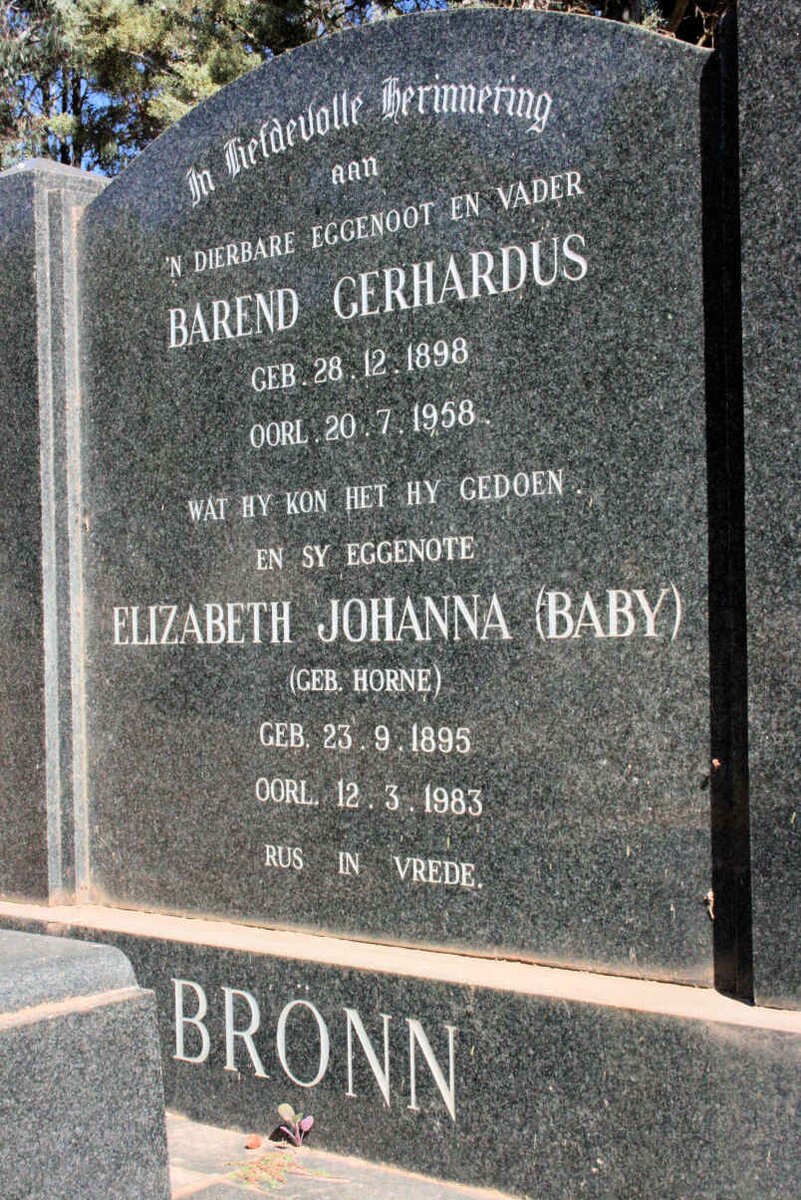 In Liefdevolle Herinnering
aan
'N DIERBARE EGGENOOT EN VADER
BAREND GERHARDUS
GEB. 28.12.1898
OORL. 20.7.1958.
WAT HY KON HET HY GEDOEN.
EN SY EGGENOTE
ELIZABETH JOHANNA (BABY)
(GEB. HORNE)
GEB. 23.9.1895
OORL. 12.3.1983
RUS IN VREDE.
BRONN